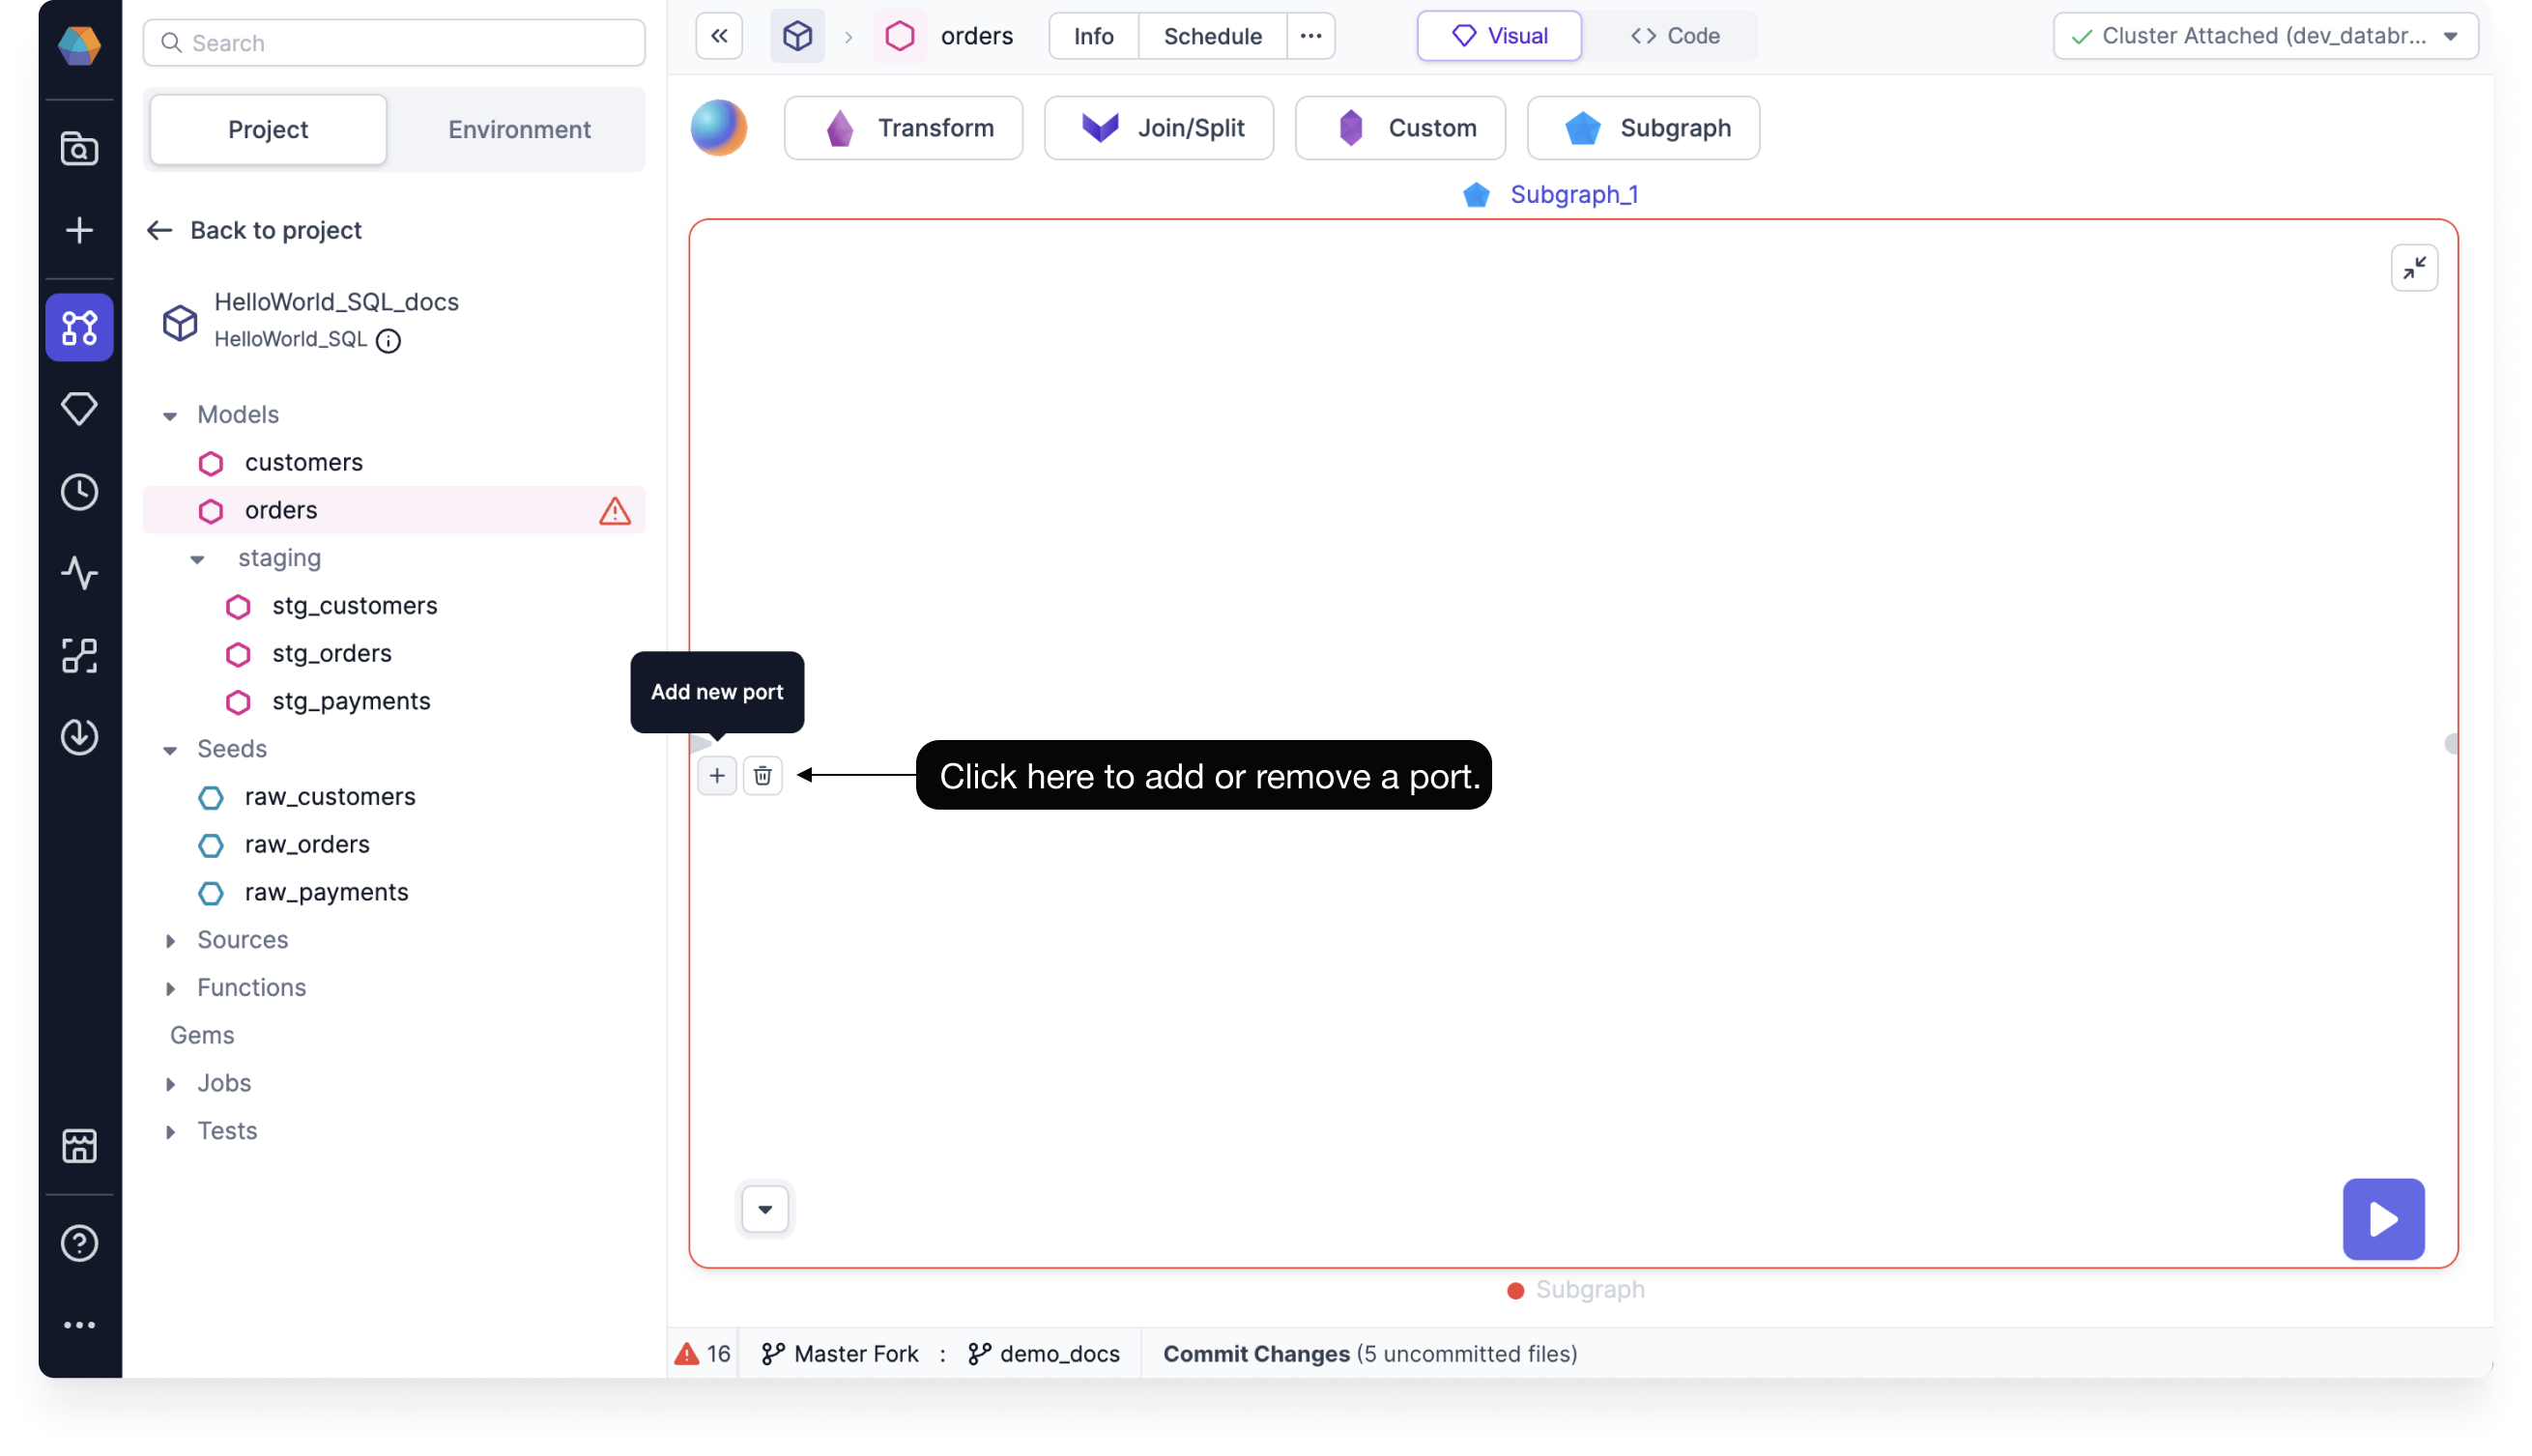 Search
Project
Environment
Back to project
HelloWorld_SQL_docs
HelloWorld_SQL
Models
customers
orders
staging
stg_customers
stg_orders
stg_payments
Seeds
raw_customers
raw_orders
raw_payments
Sources
Functions
Gems
Jobs
Tests
orders
Info
Schedule
Visual
Code
Cluster Attached (dev_databr...
Transform
Join/Split
Custom
Subgraph
Subgraph_1
Add new port
Click here to add or remove a port.
Subgraph
16
Master Fork : demo_docs
Commit Changes (5 uncommitted files)